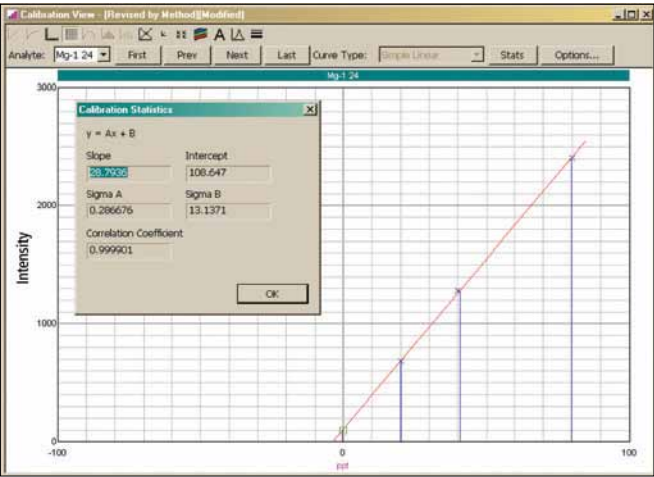 Calibration View - [Revised by Method][Modified]
Analyte: Mg-1 24 First Prev Next Last Curve Type: Simple Linear Stats Options...
Mg-1 24
3000
Calibration Statistics
y = Ax + B
Slope Intercept
28.7936 108.647
Sigma A Sigma B
0.286676 13.1371
Correlation Coefficient
0.999901
OK
2000
Intensity
1000
0
-100 0 100
ppt